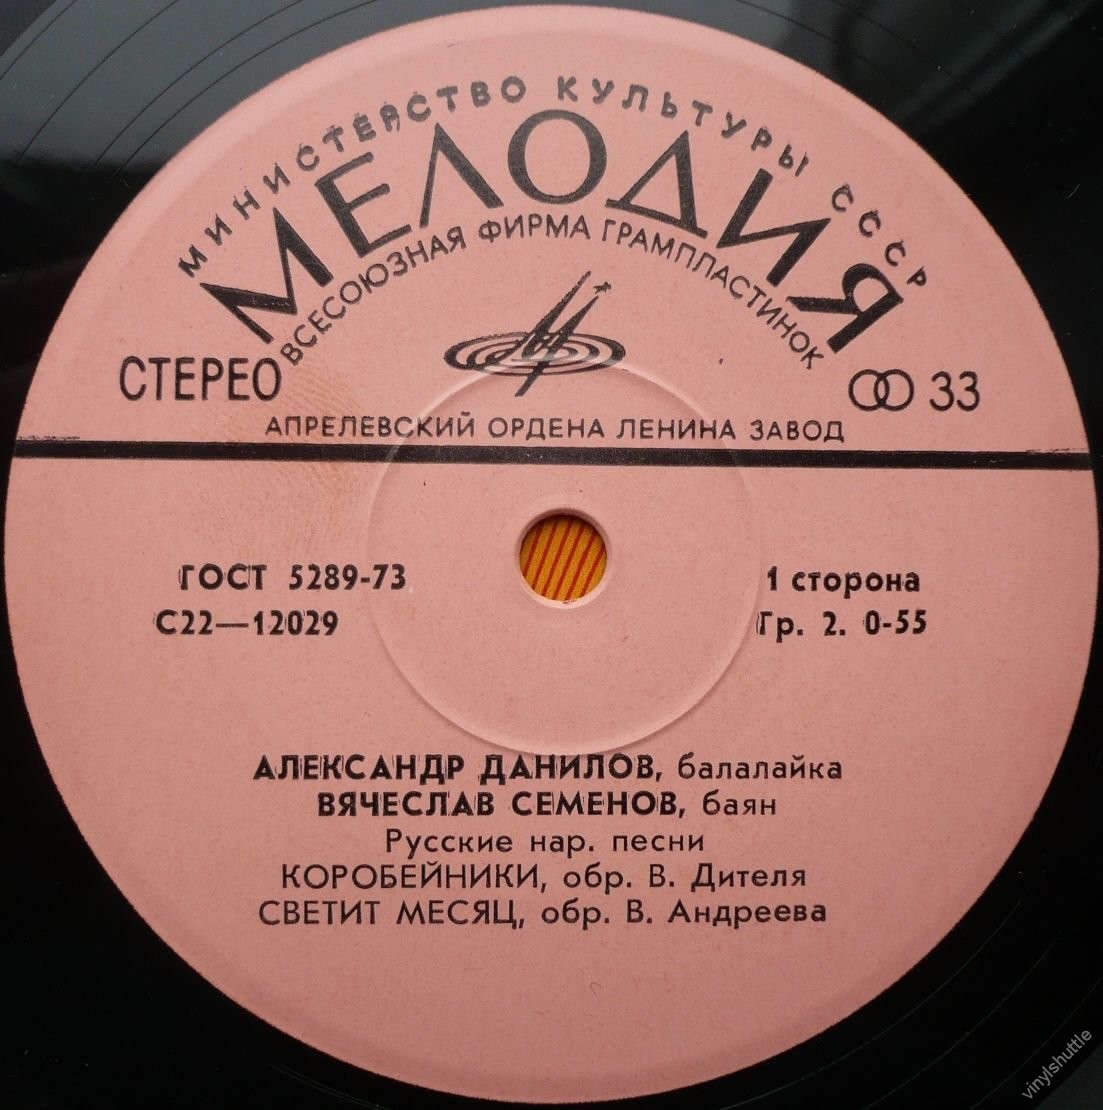 МИНИСТЕРСТВО КУЛЬТУРЫ СССР
МЕЛОДИЯ
ВСЕСОЮЗНАЯ ФИРМА ГРАМПЛАСТИНОК
СТЕРЕО
33
АПРЕЛЕВСКИЙ ОРДЕНА ЛЕНИНА ЗАВОД
ГОСТ 5289-73
С22—12029
1 сторона
Гр. 2. 0-55
АЛЕКСАНДР ДАНИЛОВ, балалайка
ВЯЧЕСЛАВ СЕМЕНОВ, баян
Русские нар. песни
КОРОБЕЙНИКИ, обр. В. Дителя
СВЕТИТ МЕСЯЦ, обр. В. Андреева
vinylshuttle